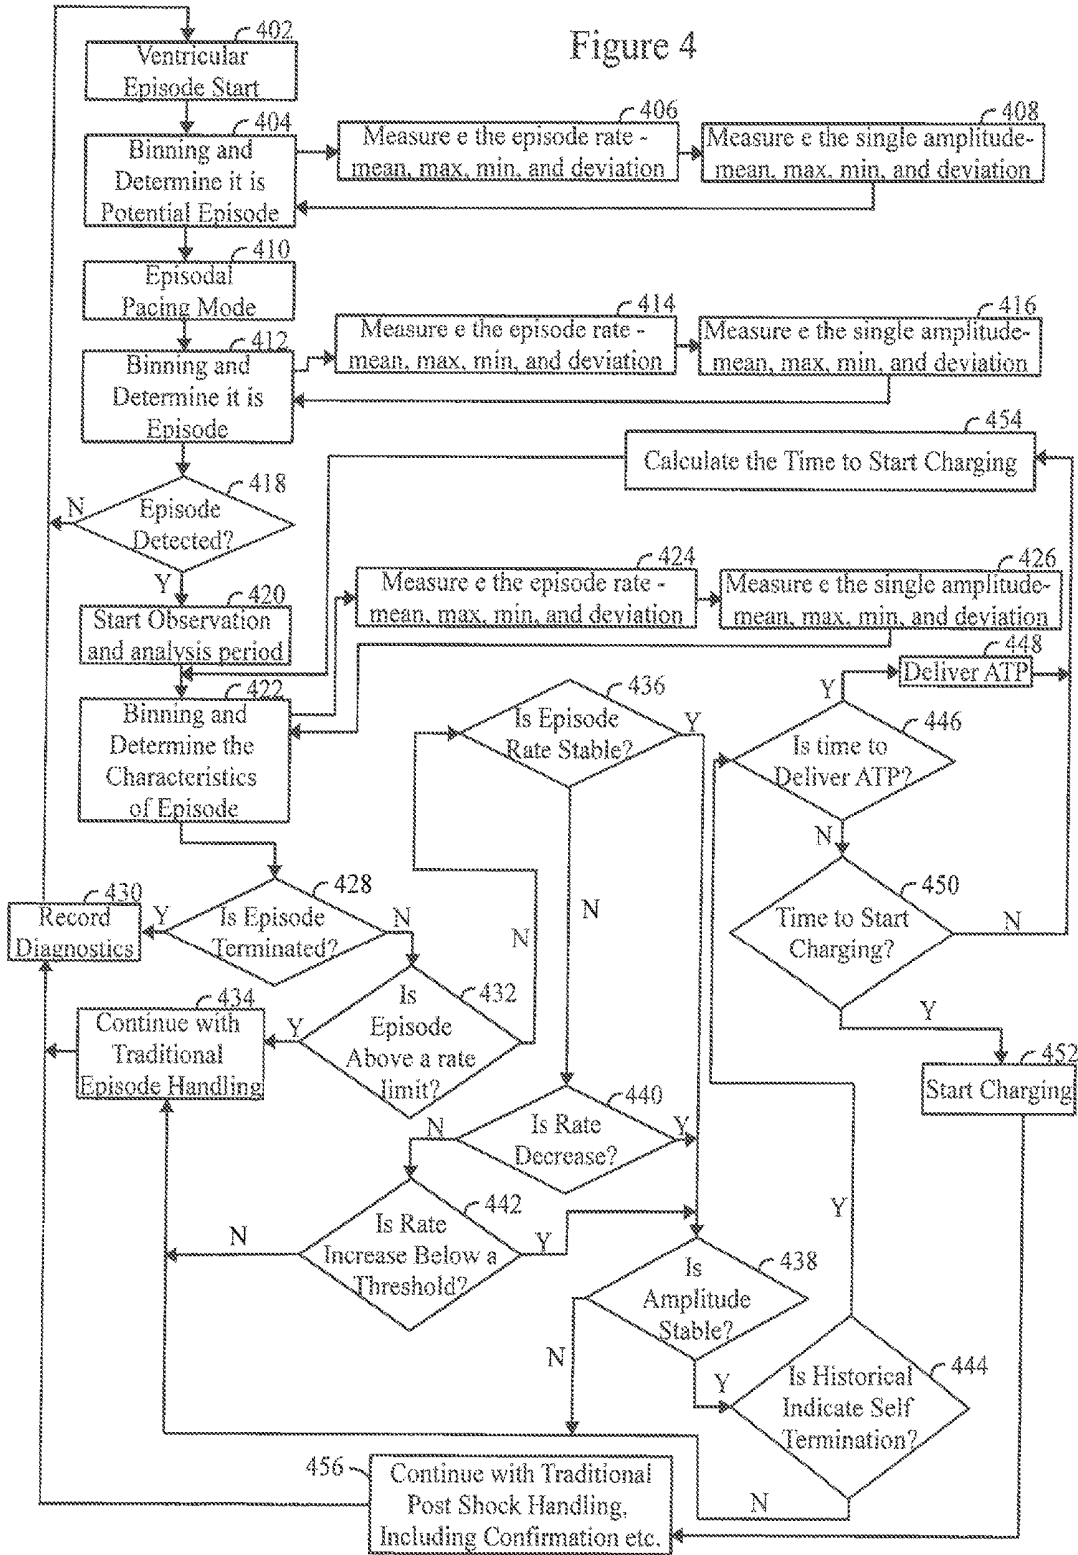 Figure 4
402
Ventricular
Episode Start
404
Binning and
Determine it is
Potential Episode
406
Measure e the episode rate -
mean, max, min, and deviation
408
Measure e the single amplitude-
mean, max, min, and deviation
410
Episodal
Pacing Mode
412
Binning and
Determine it is
Episode
414
Measure e the episode rate -
mean, max, min, and deviation
416
Measure e the single amplitude-
mean, max, min, and deviation
454
Calculate the Time to Start Charging
418
N
Episode
Detected?
Y
420
Start Observation
and analysis period
424
Measure e the episode rate -
mean, max, min, and deviation
426
Measure e the single amplitude-
mean, max, min, and deviation
422
Binning and
Determine the
Characteristics
of Episode
436
Is Episode
Rate Stable?
Y
N
448
Deliver ATP
Y
446
Is time to
Deliver ATP?
N
450
Time to Start
Charging?
N
Y
452
Start Charging
430
Record
Diagnostics
Y
428
Is Episode
Terminated?
N
432
Is
Episode
Above a rate
limit?
Y
N
434
Continue with
Traditional
Episode Handling
440
Is Rate
Decrease?
N
Y
442
Is Rate
Increase Below a
Threshold?
N
Y
438
Is
Amplitude
Stable?
N
Y
444
Is Historical
Indicate Self
Termination?
Y
N
456
Continue with Traditional
Post Shock Handling,
Including Confirmation etc.